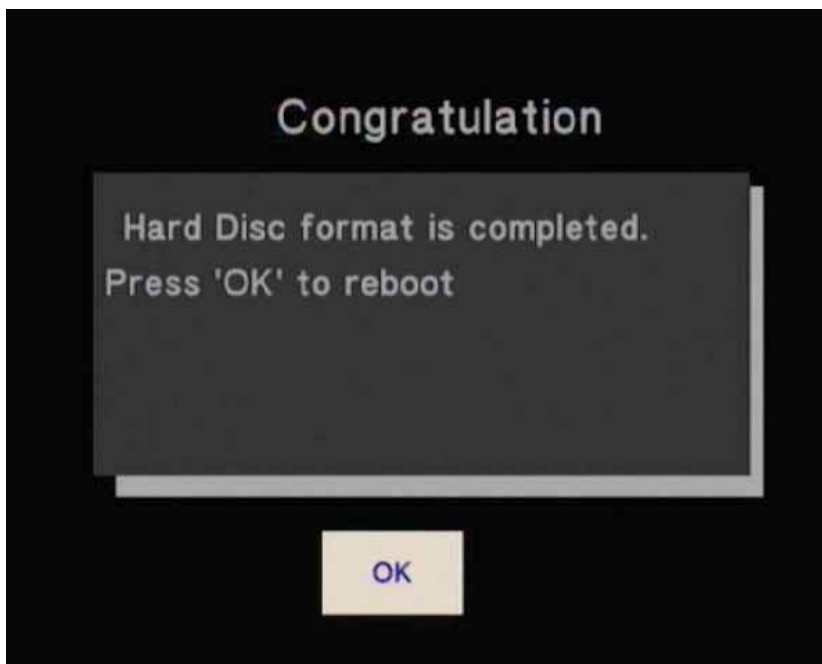 Congratulation
Hard Disc format is completed.
Press 'OK' to reboot
OK